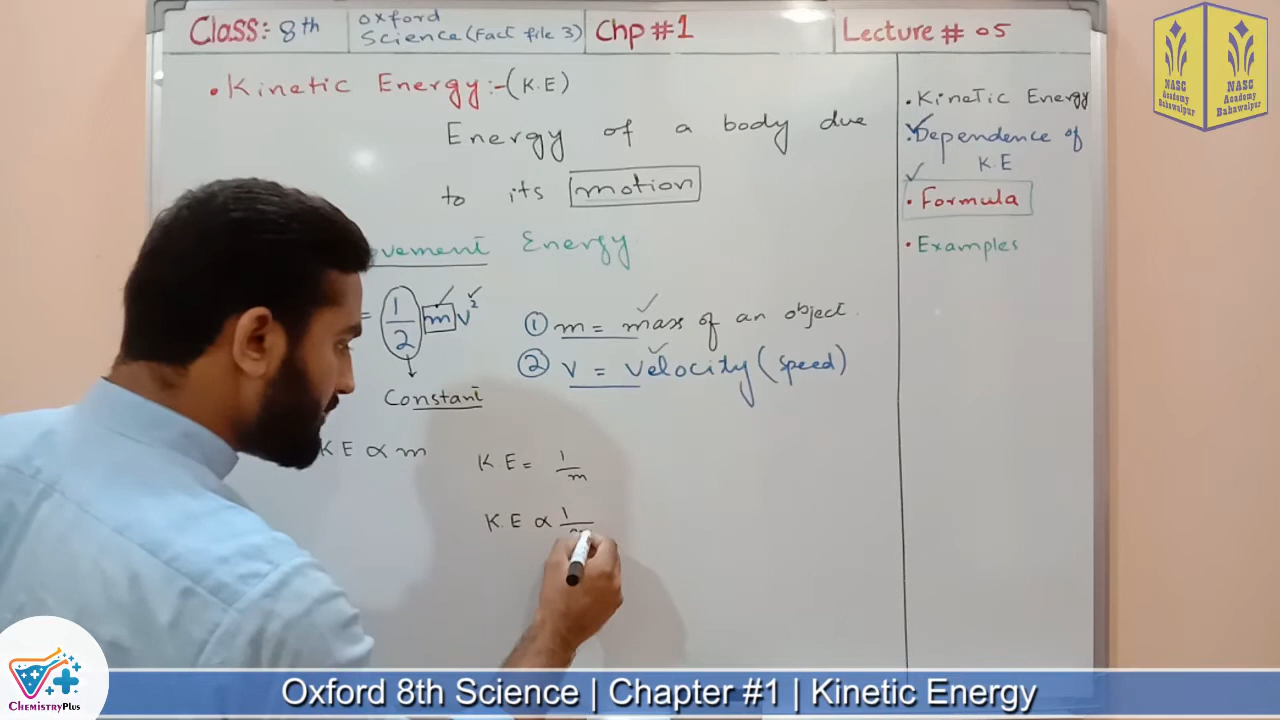 Class: 8th
Oxford
Science (Fact file 3)
Chp #1
Lecture # 05
• Kinetic Energy:-(K.E)
Energy of a body due
to its motion
vement Energy
= 1/2 m v²
Constant
① m = mass of an object.
② v = velocity (speed)
KE ∝ m
K E = 1/m
K.E ∝ 1/
• Kinetic Energy
• Dependence of
K.E
• Formula
• Examples
NASG
Academy
Bahawalpur
NASG
Academy
Bahawalpur
CHEMISTRYPLUS
Oxford 8th Science | Chapter #1 | Kinetic Energy